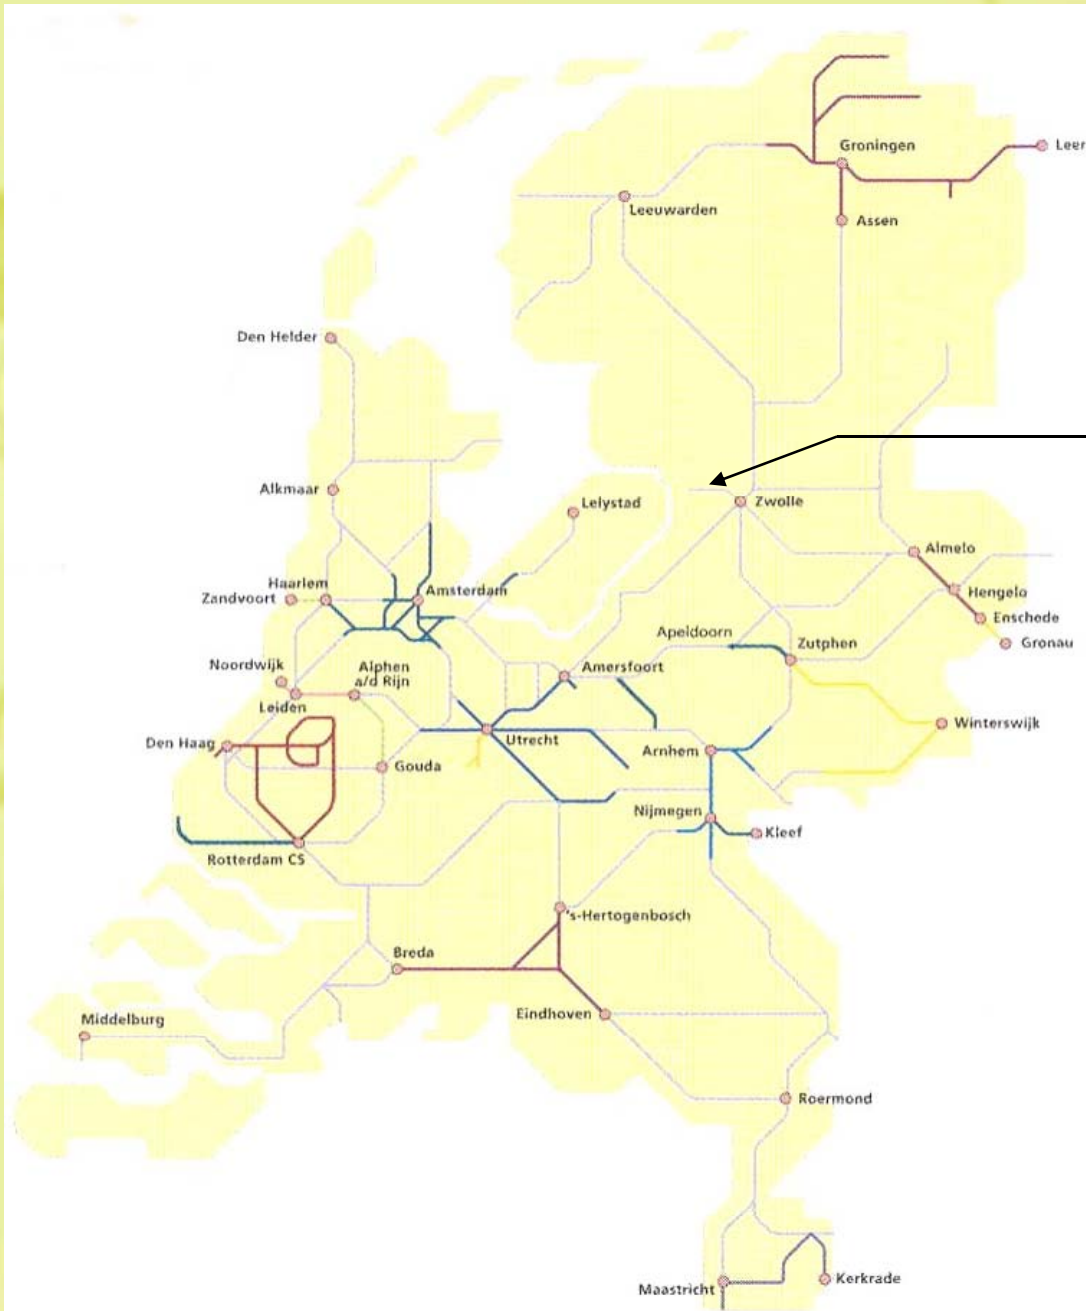 Groningen
Leer
Leeuwarden
Assen
Den Helder
Alkmaar
Lelystad
Zwolle
Almelo
Haarlem
Amsterdam
Zandvoort
Hengelo
Enschede
Apeldoorn
Zutphen
Gronau
Noordwijk
Alphen
a/d Rijn
Amersfoort
Leiden
Winterswijk
Den Haag
Utrecht
Arnhem
Gouda
Nijmegen
Kleef
Rotterdam CS
's-Hertogenbosch
Breda
Eindhoven
Middelburg
Roermond
Maastricht
Kerkrade